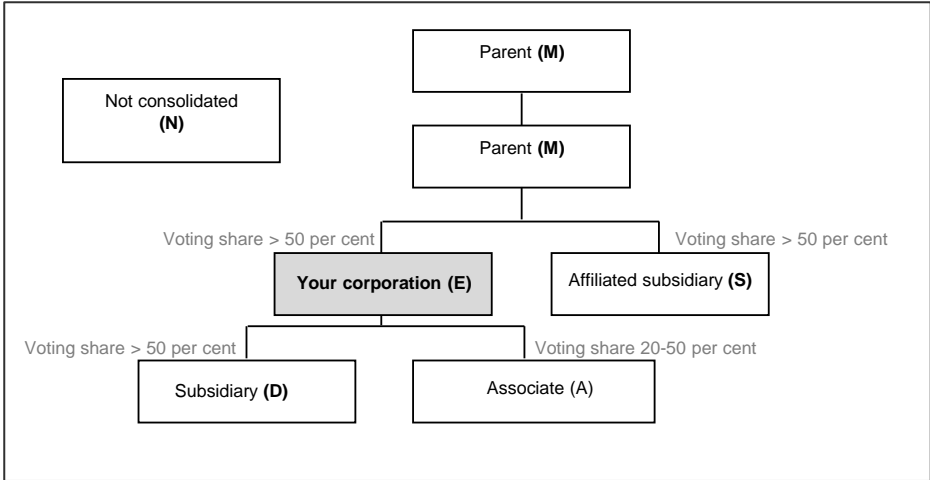 Parent (M)
Not consolidated
(N)
Parent (M)
Voting share > 50 per cent
Voting share > 50 per cent
Your corporation (E)
Affiliated subsidiary (S)
Voting share > 50 per cent
Voting share 20-50 per cent
Subsidiary (D)
Associate (A)